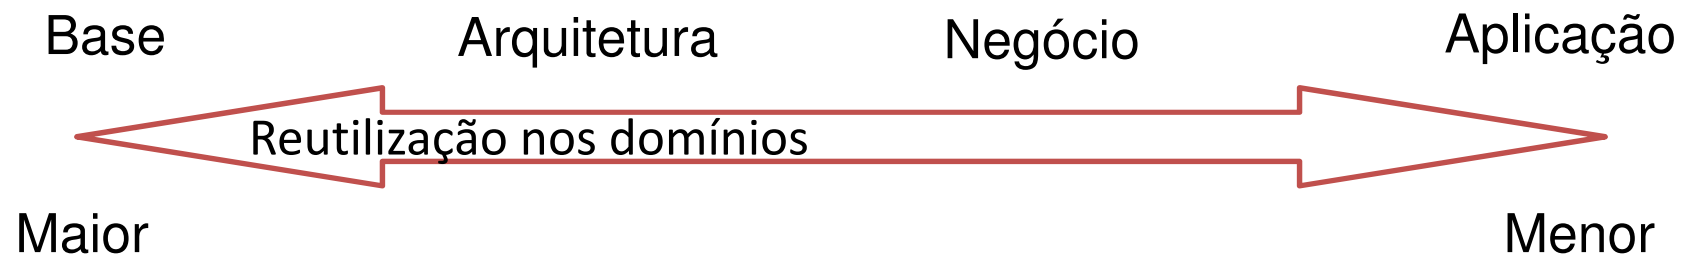 Base Arquitetura Negócio Aplicação
Reutilização nos domínios
Maior Menor